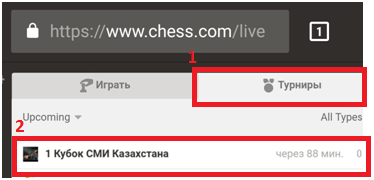 https://www.chess.com/live 1
1
Играть Турниры
Upcoming All Types
2
1 Кубок СМИ Казахстана через 88 мин. 0